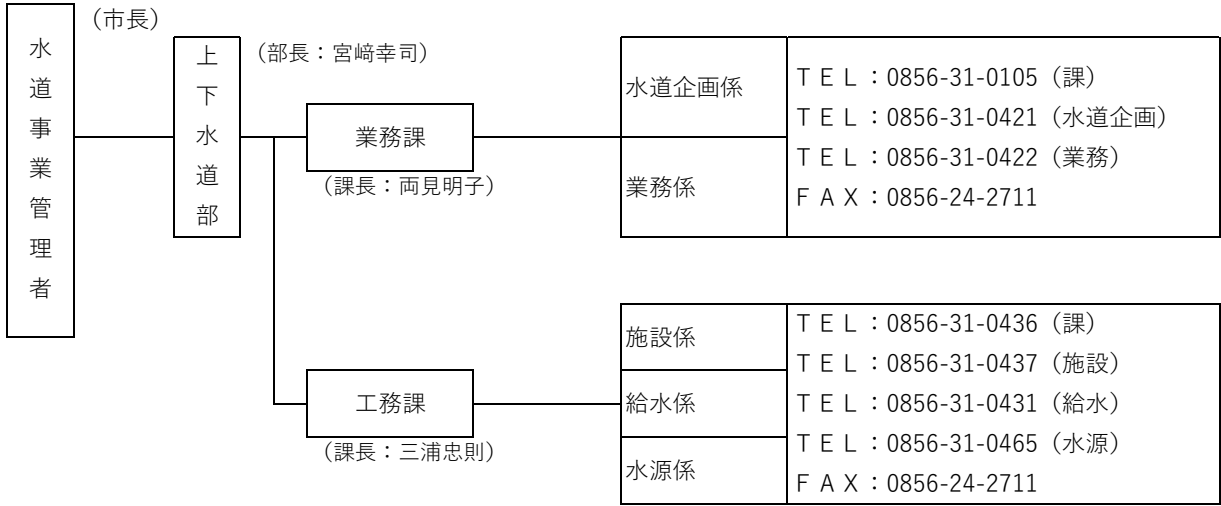 （市長）
水道事業管理者
上下水道部
（部長：宮﨑幸司）
業務課
（課長：両見明子）
水道企画係
業務係
ＴＥＬ：0856-31-0105（課）
ＴＥＬ：0856-31-0421（水道企画）
ＴＥＬ：0856-31-0422（業務）
ＦＡＸ：0856-24-2711
工務課
（課長：三浦忠則）
施設係
給水係
水源係
ＴＥＬ：0856-31-0436（課）
ＴＥＬ：0856-31-0437（施設）
ＴＥＬ：0856-31-0431（給水）
ＴＥＬ：0856-31-0465（水源）
ＦＡＸ：0856-24-2711